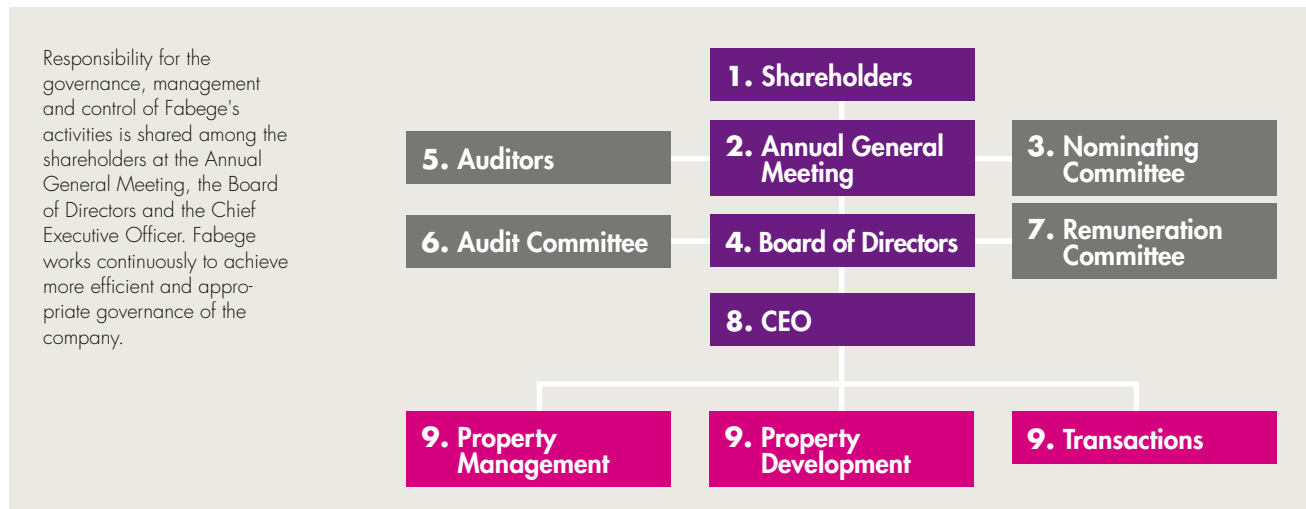 Responsibility for the
governance, management
and control of Fabege's
activities is shared among the
shareholders at the Annual
General Meeting, the Board
of Directors and the Chief
Executive Officer. Fabege
works continuously to achieve
more efficient and appro-
priate governance of the
company.
1. Shareholders
5. Auditors
2. Annual General
Meeting
3. Nominating
Committee
6. Audit Committee
4. Board of Directors
7. Remuneration
Committee
8. CEO
9. Property
Management
9. Property
Development
9. Transactions